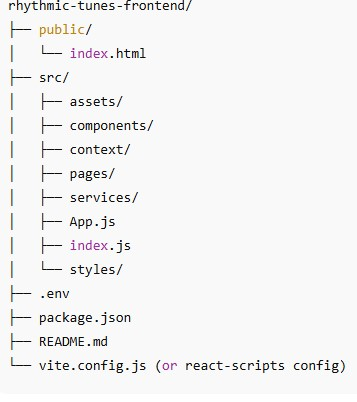 rhythmic-tunes-frontend/
├── public/
│   └── index.html
├── src/
│   ├── assets/
│   ├── components/
│   ├── context/
│   ├── pages/
│   ├── services/
│   ├── App.js
│   ├── index.js
│   └── styles/
├── .env
├── package.json
├── README.md
└── vite.config.js (or react-scripts config)